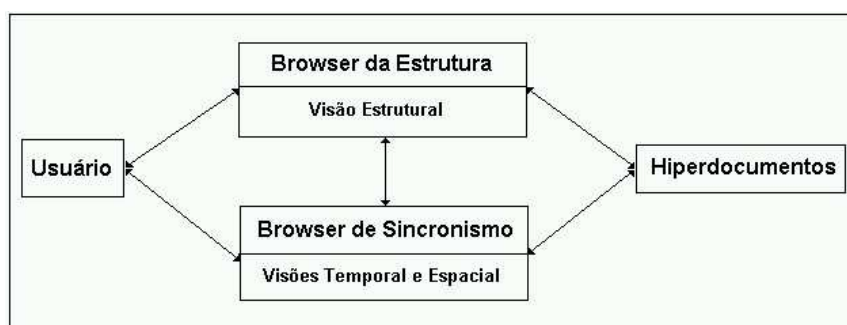 Browser da Estrutura
Visão Estrutural
Usuário
Hiperdocumentos
Browser de Sincronismo
Visões Temporal e Espacial